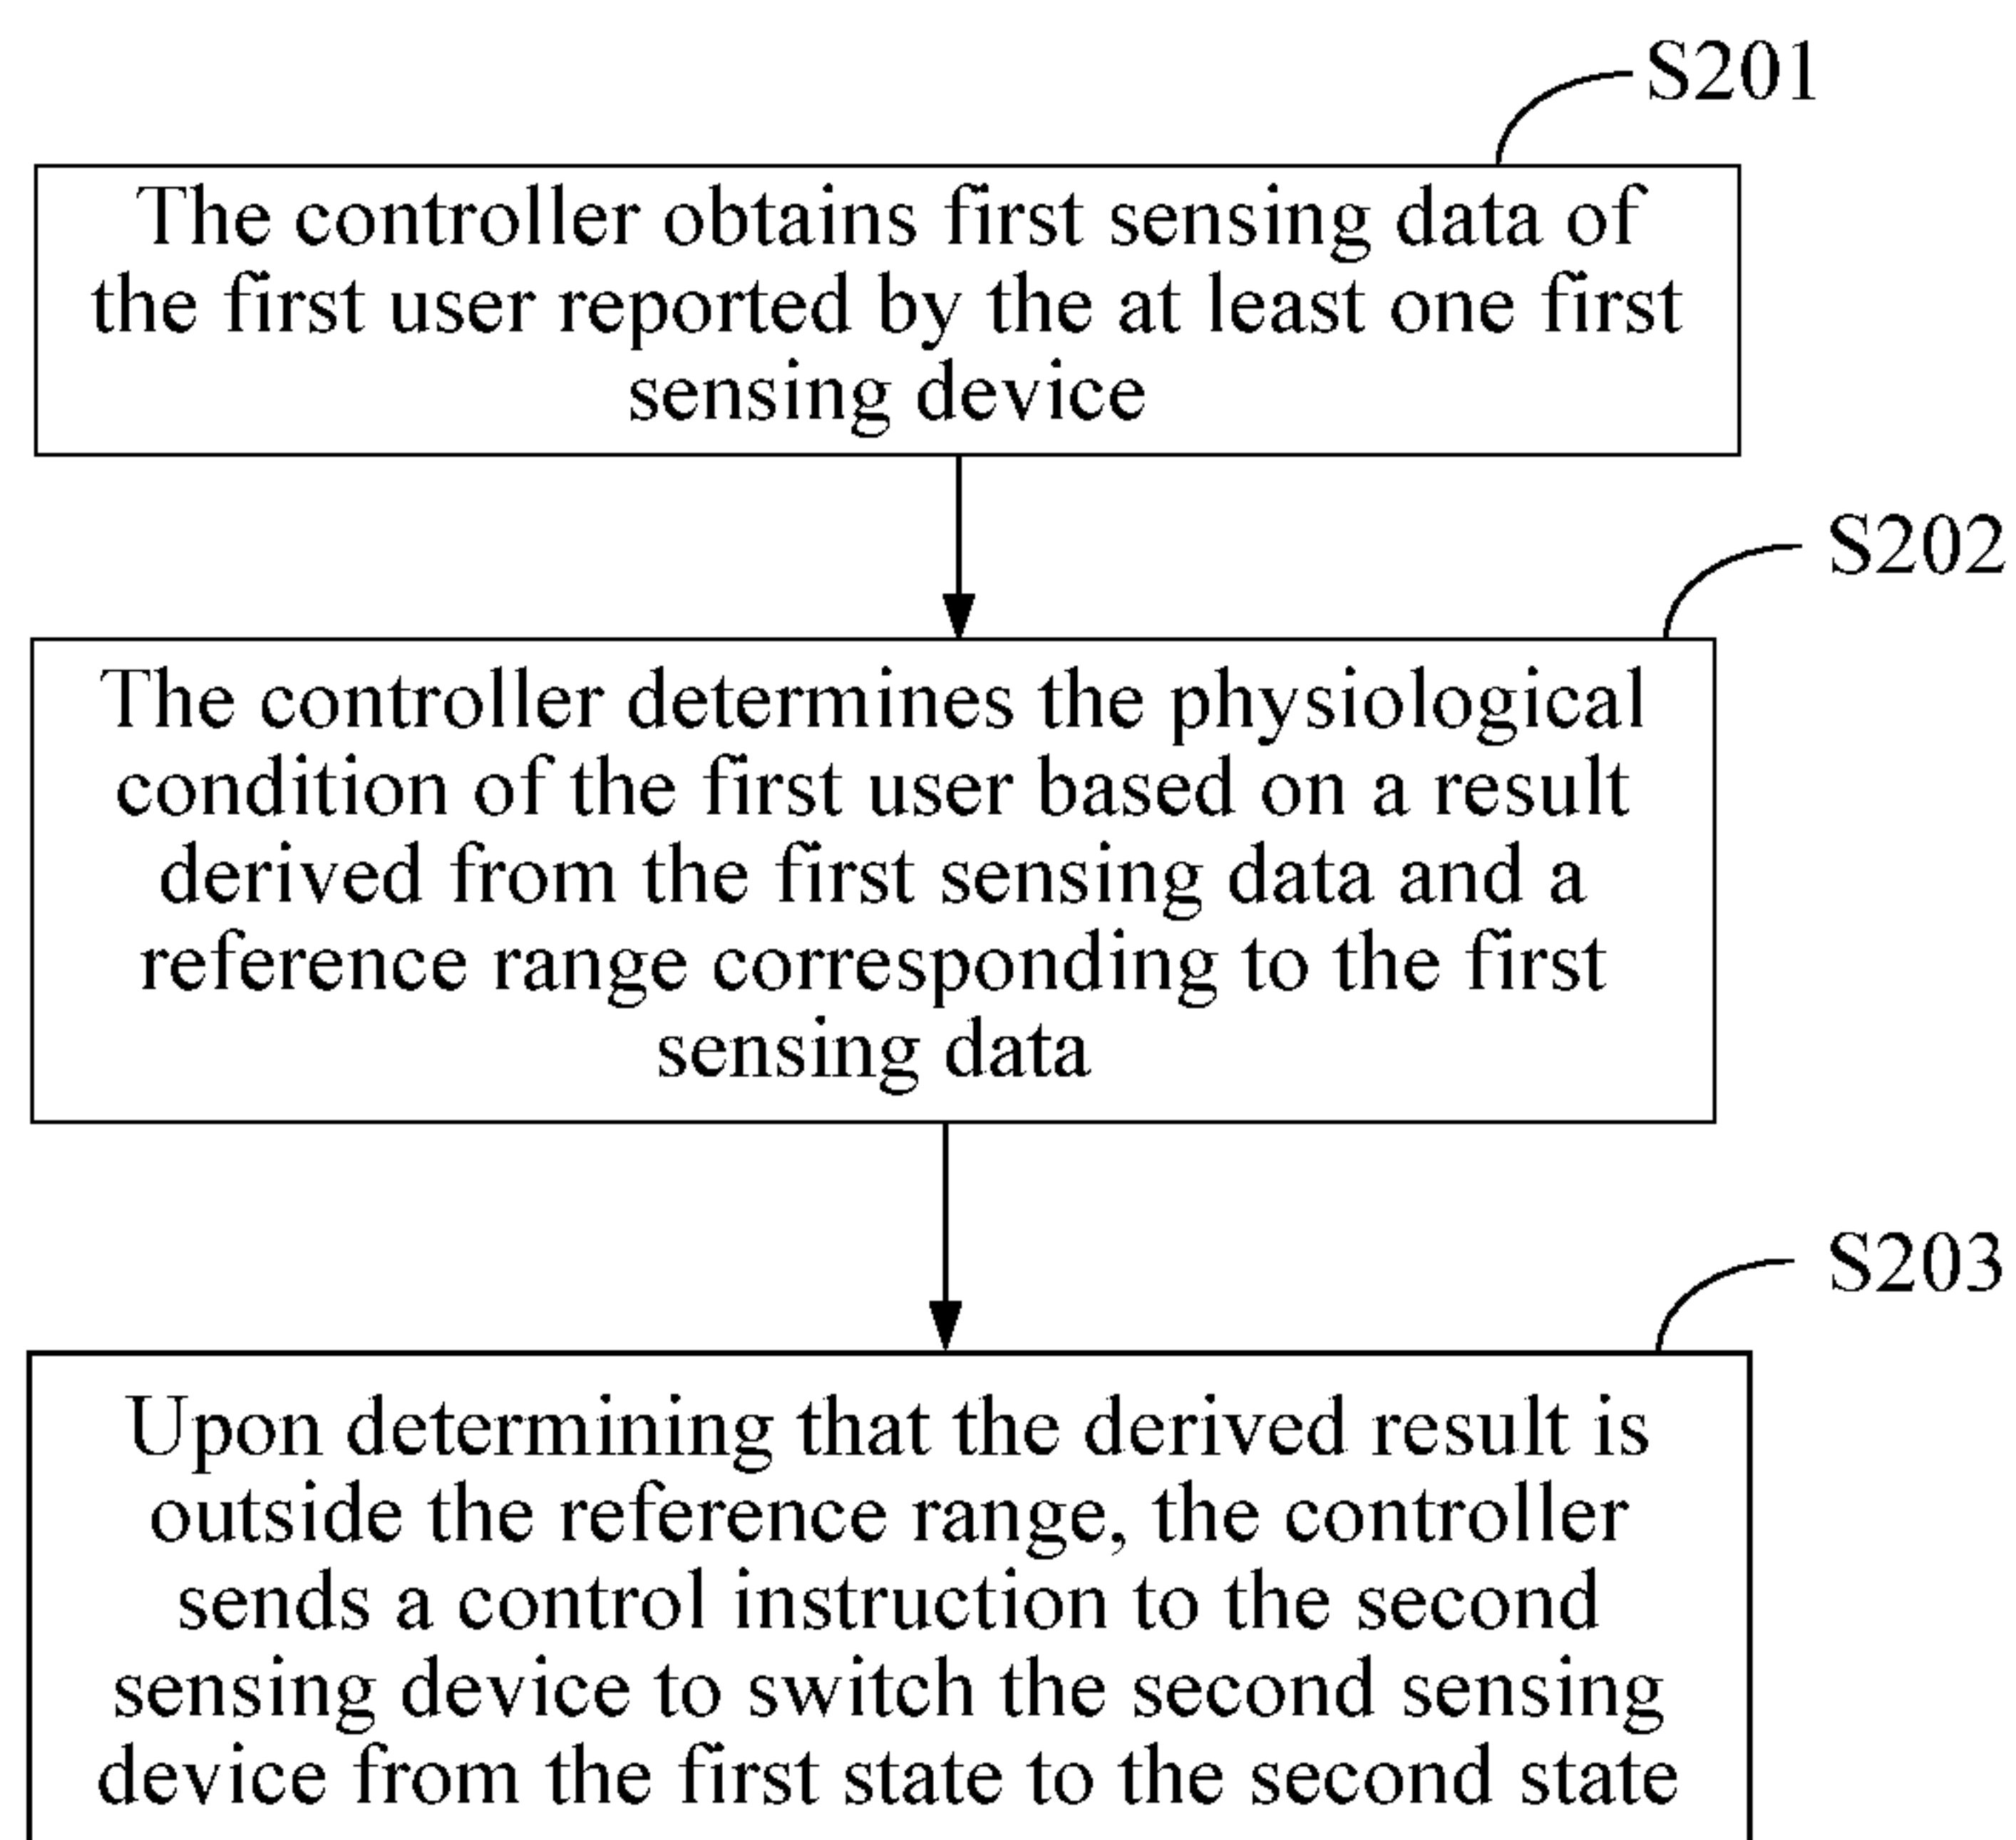 S201
The controller obtains first sensing data of
the first user reported by the at least one first
sensing device
S202
The controller determines the physiological
condition of the first user based on a result
derived from the first sensing data and a
reference range corresponding to the first
sensing data
S203
Upon determining that the derived result is
outside the reference range, the controller
sends a control instruction to the second
sensing device to switch the second sensing
device from the first state to the second state